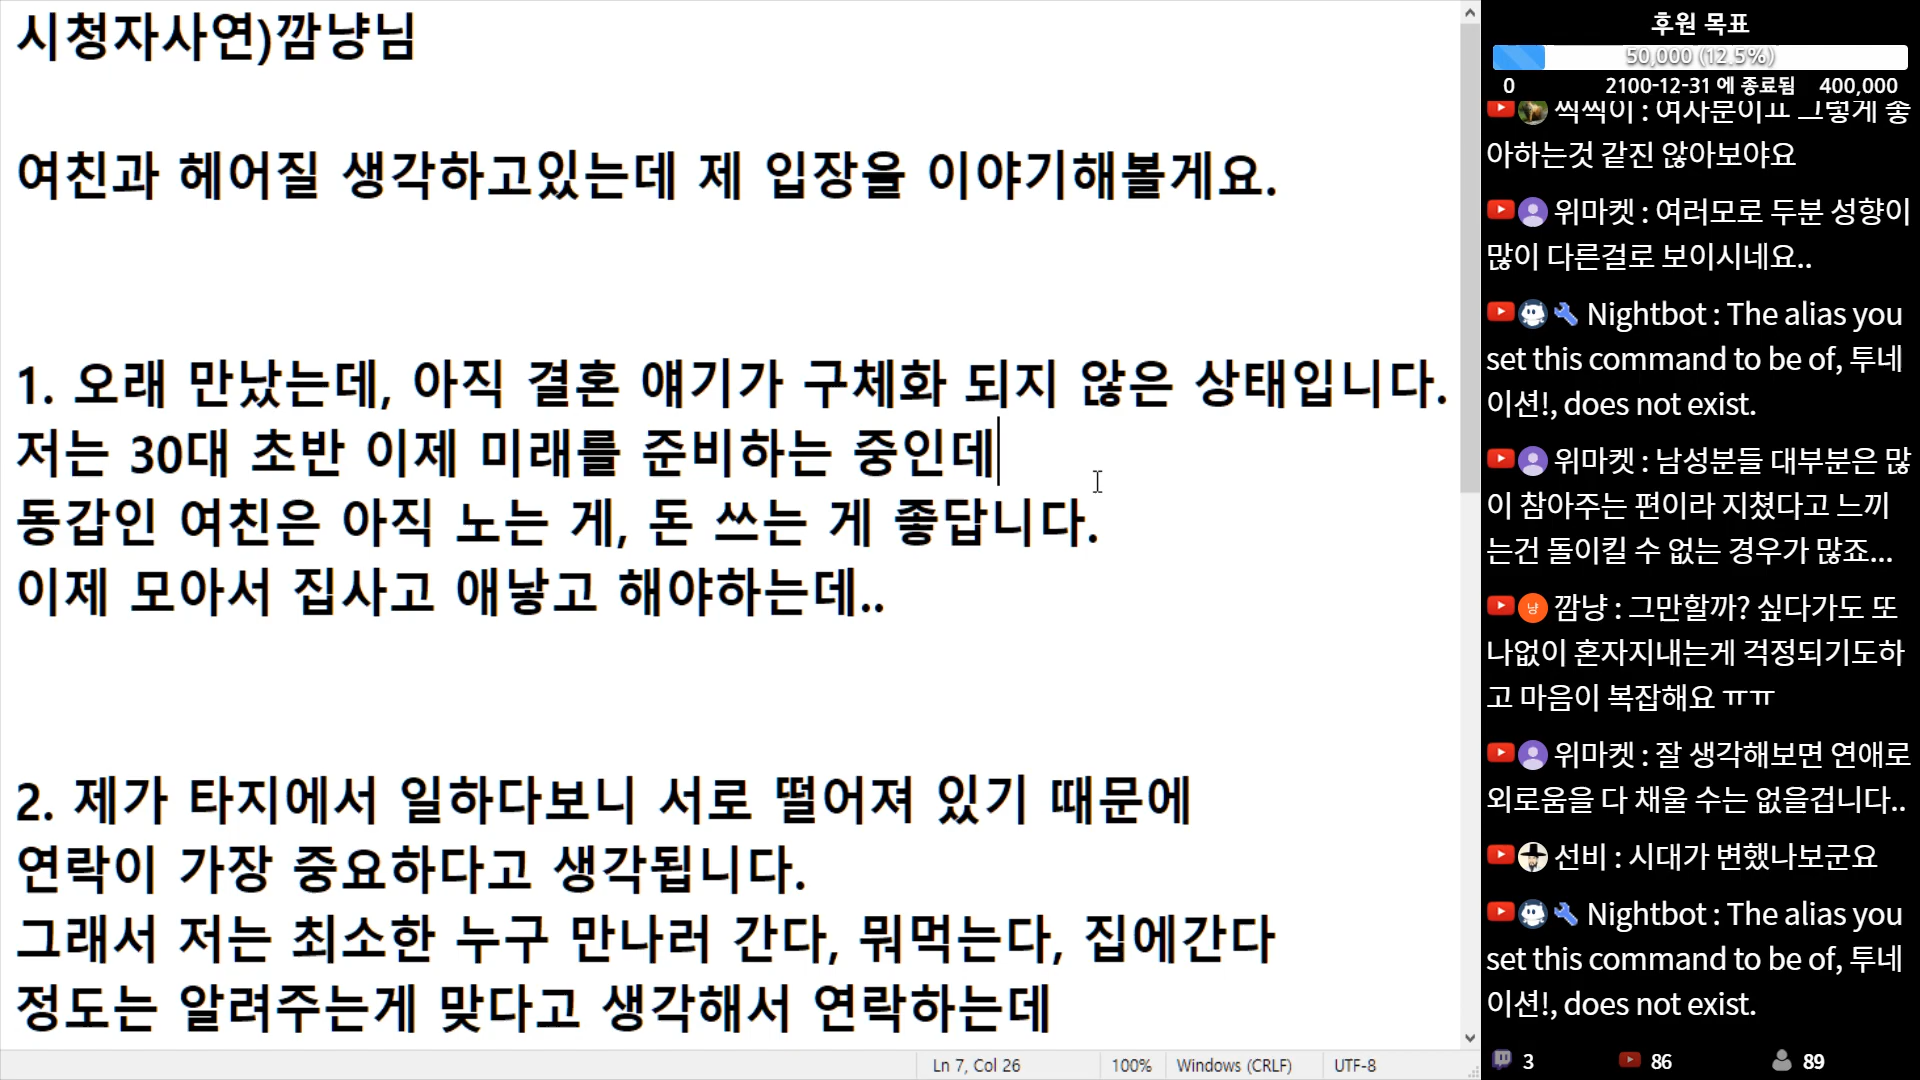 시청자사연)깜냥님
여친과 헤어질 생각하고있는데 제 입장을 이야기해볼게요.
1. 오래 만났는데, 아직 결혼 얘기가 구체화 되지 않은 상태입니다.
저는 30대 초반 이제 미래를 준비하는 중인데
동갑인 여친은 아직 노는 게, 돈 쓰는 게 좋답니다.
이제 모아서 집사고 애낳고 해야하는데..
2. 제가 타지에서 일하다보니 서로 떨어져 있기 때문에
연락이 가장 중요하다고 생각됩니다.
그래서 저는 최소한 누구 만나러 간다, 뭐먹는다, 집에간다
정도는 알려주는게 맞다고 생각해서 연락하는데
Ln 7, Col 26
100%
Windows (CRLF)
UTF-8
후원 목표
50,000 (12.5%)
0 2100-12-31 에 종료됨 400,000
씩씩이 : 여사분이ㅛ 그렇게 좋
아하는것 같진 않아보야요
위마켓 : 여러모로 두분 성향이
많이 다른걸로 보이시네요..
Nightbot : The alias you
set this command to be of, 투네
이션!, does not exist.
위마켓 : 남성분들 대부분은 많
이 참아주는 편이라 지쳤다고 느끼
는건 돌이킬 수 없는 경우가 많죠...
냥 깜냥 : 그만할까? 싶다가도 또
나없이 혼자지내는게 걱정되기도하
고 마음이 복잡해요 ㅠㅠ
위마켓 : 잘 생각해보면 연애로
외로움을 다 채울 수는 없을겁니다..
선비 : 시대가 변했나보군요
Nightbot : The alias you
set this command to be of, 투네
이션!, does not exist.
3 86 89